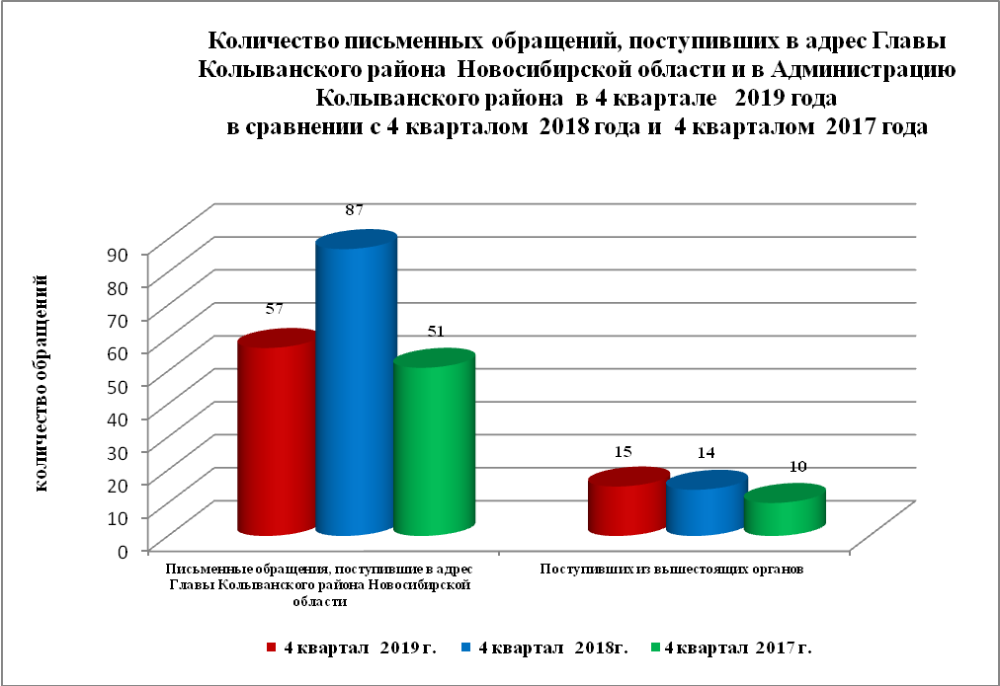 Количество письменных обращений, поступивших в адрес Главы
Колыванского района Новосибирской области и в Администрацию
Колыванского района в 4 квартале 2019 года
в сравнении с 4 кварталом 2018 года и 4 кварталом 2017 года
количество обращений
90
80
70
60
50
40
30
20
10
0
57
87
51
15
14
10
Письменные обращения, поступившие в адрес
Главы Колыванского района Новосибирской
области
Поступивших из вышестоящих органов
4 квартал 2019 г.
4 квартал 2018г.
4 квартал 2017 г.